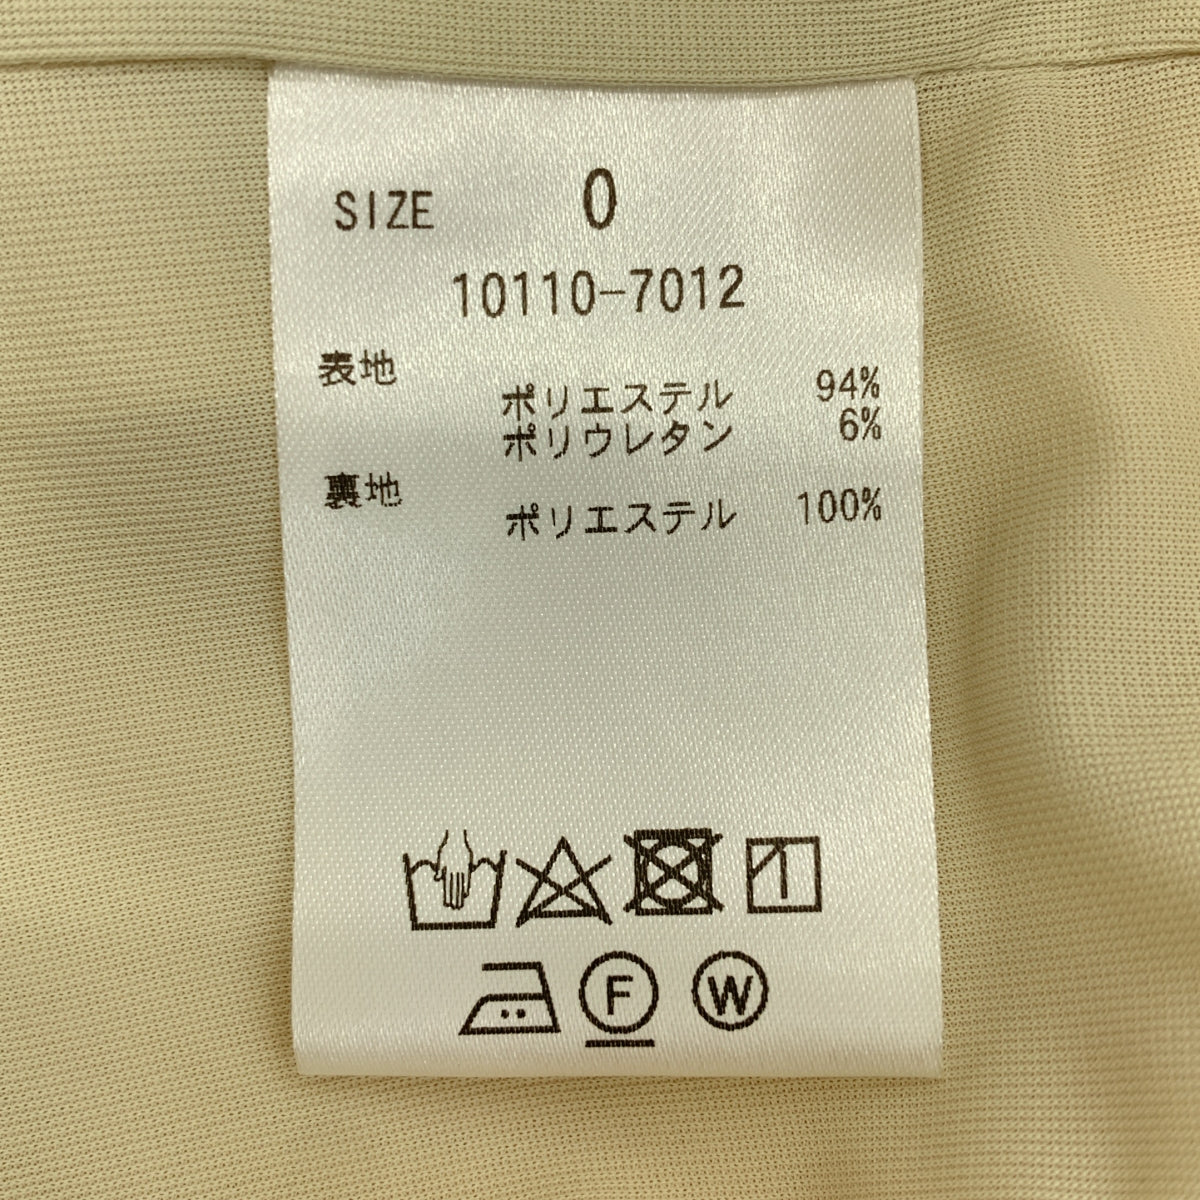 SIZE 0
10110-7012
表地
ポリエステル 94%
ポリウレタン 6%
裏地
ポリエステル 100%
F W